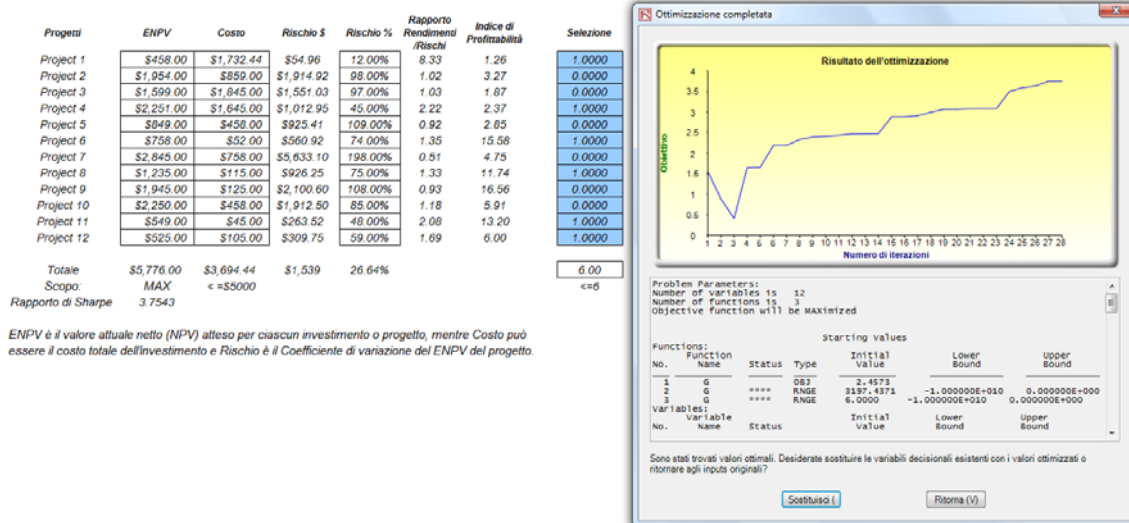 Progetti ENPV Costo Rischio $ Rischio % Rapporto Rendimenti /Rischi Indice di Profittabilità Selezione
Project 1 $458.00 $1,732.44 $54.96 12.00% 8.33 1.26 1.0000
Project 2 $1,954.00 $859.00 $1,914.92 98.00% 1.02 3.27 0.0000
Project 3 $1,599.00 $1,845.00 $1,551.03 97.00% 1.03 1.87 0.0000
Project 4 $2,251.00 $1,645.00 $1,012.95 45.00% 2.22 2.37 1.0000
Project 5 $849.00 $458.00 $925.41 109.00% 0.92 2.85 0.0000
Project 6 $758.00 $52.00 $560.92 74.00% 1.35 15.58 1.0000
Project 7 $2,845.00 $758.00 $5,633.10 198.00% 0.51 4.75 0.0000
Project 8 $1,235.00 $115.00 $926.25 75.00% 1.33 11.74 1.0000
Project 9 $1,945.00 $125.00 $2,100.60 108.00% 0.93 16.56 0.0000
Project 10 $2,250.00 $458.00 $1,912.50 85.00% 1.18 5.91 0.0000
Project 11 $549.00 $45.00 $263.52 48.00% 2.08 13.20 1.0000
Project 12 $525.00 $105.00 $309.75 59.00% 1.69 6.00 1.0000
Totale $5,776.00 $3,694.44 $1,539 26.64% 6.00
Scopo: MAX < =$5000 <=6
Rapporto di Sharpe 3.7543
ENPV è il valore attuale netto (NPV) atteso per ciascun investimento o progetto, mentre Costo può
essere il costo totale dell'investimento e Rischio è il Coefficiente di variazione del ENPV del progetto.
Ottimizzazione completata
Risultato dell'ottimizzazione
Obiettivo
4
3.5
3
2.5
2
1.5
1
0.5
0
1 2 3 4 5 6 7 8 9 10 11 12 13 14 15 16 17 18 19 20 21 22 23 24 25 26 27 28
Numero di iterazioni
Problem Parameters:
Number of variables is 12
Number of functions is 3
Objective function will be MAXimized
Starting Values
Functions:
Function Initial Lower Upper
No. Name Status Type Value Bound Bound
1 G OBJ 2.4573
2 G **** RNGE 3197.4371 -1.000000E+010 0.000000E+000
3 G **** RNGE 6.0000 -1.000000E+010 0.000000E+000
Variables:
Variable Initial Lower Upper
No. Name Status Value Bound Bound
Sono stati trovati valori ottimali. Desiderate sostituire le variabili decisionali esistenti con i valori ottimizzati o
ritornare agli inputs originali?
Sostituisci ( Ritorna (V)